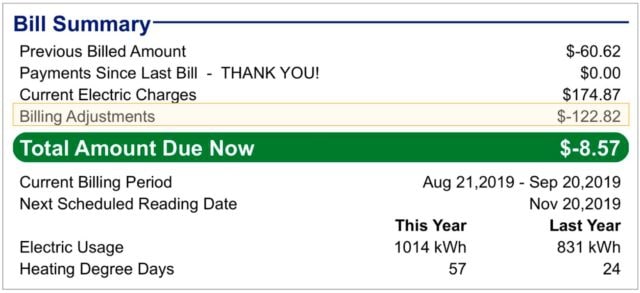 Bill Summary
Previous Billed Amount $-60.62
Payments Since Last Bill - THANK YOU! $0.00
Current Electric Charges $174.87
Billing Adjustments $-122.82
Total Amount Due Now $-8.57
Current Billing Period Aug 21,2019 - Sep 20,2019
Next Scheduled Reading Date Nov 20,2019
This Year Last Year
Electric Usage 1014 kWh 831 kWh
Heating Degree Days 57 24